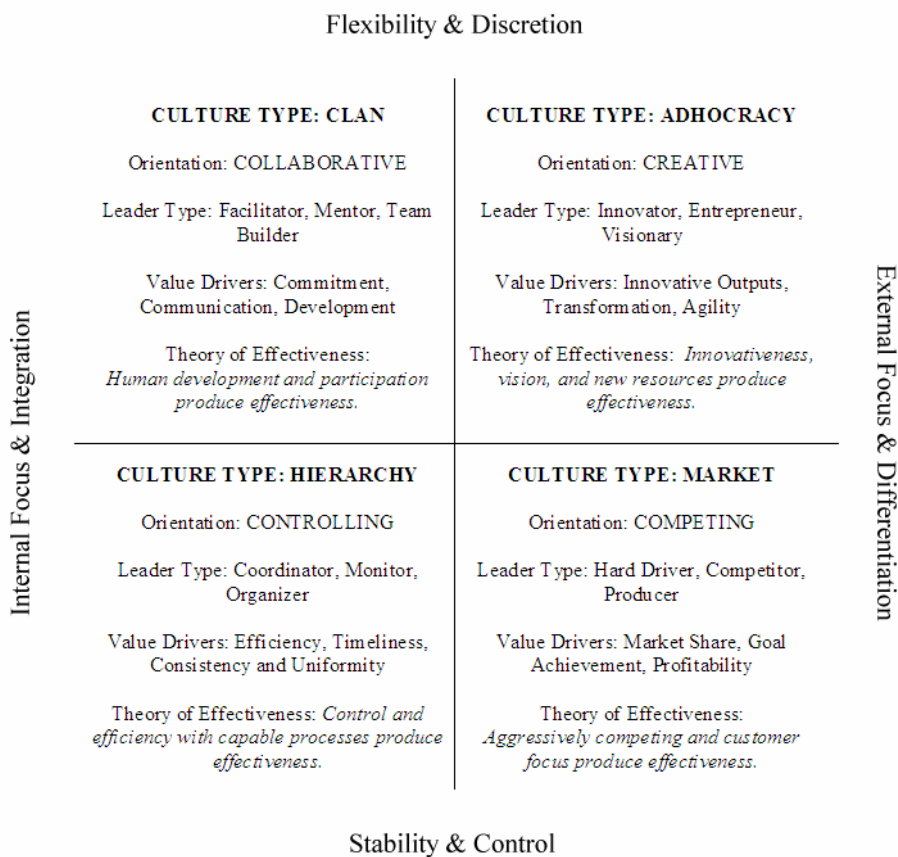 Flexibility & Discretion
CULTURE TYPE: CLAN
Orientation: COLLABORATIVE
Leader Type: Facilitator, Mentor, Team
Builder
Value Drivers: Commitment,
Communication, Development
Theory of Effectiveness:
Human development and participation
produce effectiveness.
CULTURE TYPE: ADHOCRACY
Orientation: CREATIVE
Leader Type: Innovator, Entrepreneur,
Visionary
Value Drivers: Innovative Outputs,
Transformation, Agility
Theory of Effectiveness: Innovativeness,
vision, and new resources produce
effectiveness.
Internal Focus & Integration
External Focus & Differentiation
CULTURE TYPE: HIERARCHY
Orientation: CONTROLLING
Leader Type: Coordinator, Monitor,
Organizer
Value Drivers: Efficiency, Timeliness,
Consistency and Uniformity
Theory of Effectiveness: Control and
efficiency with capable processes produce
effectiveness.
CULTURE TYPE: MARKET
Orientation: COMPETING
Leader Type: Hard Driver, Competitor,
Producer
Value Drivers: Market Share, Goal
Achievement, Profitability
Theory of Effectiveness:
Aggressively competing and customer
focus produce effectiveness.
Stability & Control